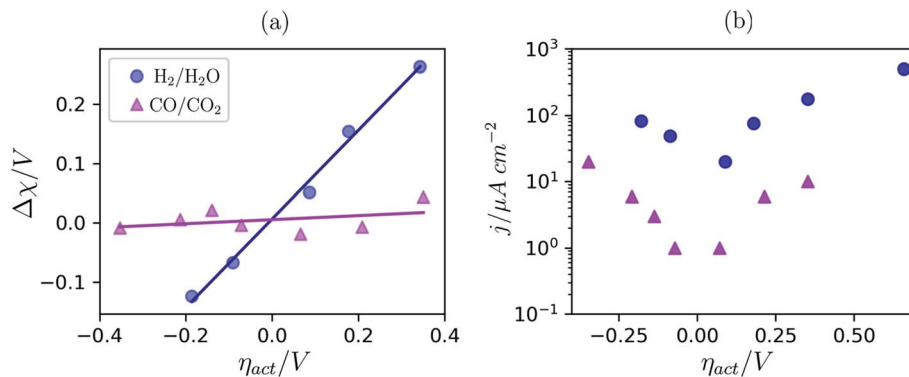 (a)
H₂/H₂O
CO/CO₂
Δχ/V
0.2
0.1
0.0
−0.1
−0.4
−0.2
0.0
0.2
0.4
η_act/V
(b)
j/μA cm⁻²
10³
10²
10¹
10⁰
10⁻¹
−0.25
0.00
0.25
0.50
η_act/V